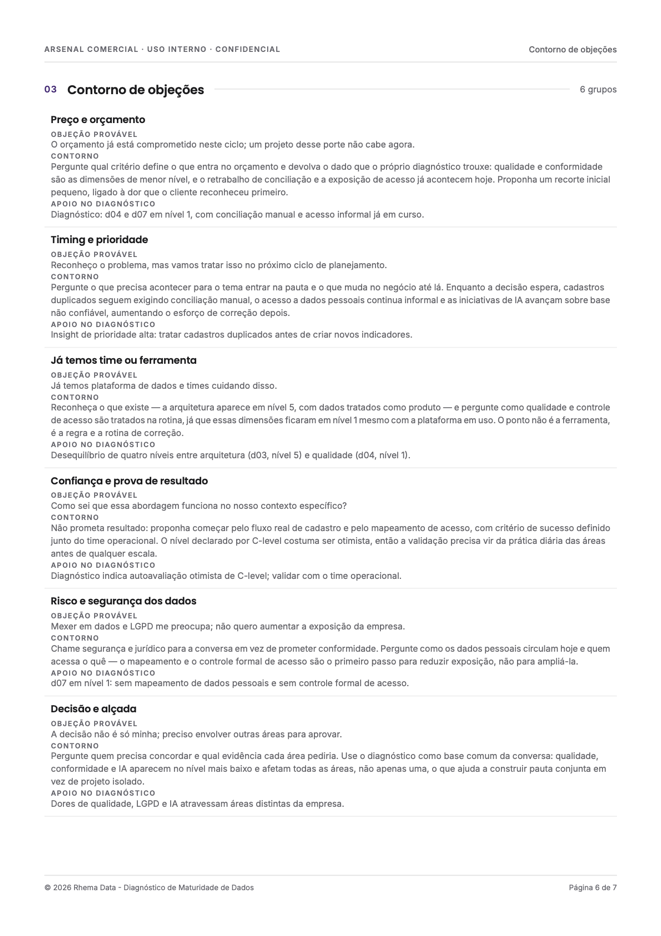 ARSENAL COMERCIAL · USO INTERNO · CONFIDENCIAL
Contorno de objeções
03 Contorno de objeções
6 grupos
Preço e orçamento
OBJEÇÃO PROVÁVEL
O orçamento já está comprometido neste ciclo; um projeto desse porte não cabe agora.
CONTORNO
Pergunte qual critério define o que entra no orçamento e devolva o dado que o próprio diagnóstico trouxe: qualidade e conformidade
são as dimensões de menor nível, e o retrabalho de conciliação e a exposição de acesso já acontecem hoje. Proponha um recorte inicial
pequeno, ligado à dor que o cliente reconheceu primeiro.
APOIO NO DIAGNÓSTICO
Diagnóstico: d04 e d07 em nível 1, com conciliação manual e acesso informal já em curso.
Timing e prioridade
OBJEÇÃO PROVÁVEL
Reconheço o problema, mas vamos tratar isso no próximo ciclo de planejamento.
CONTORNO
Pergunte o que precisa acontecer para o tema entrar na pauta e o que muda no negócio até lá. Enquanto a decisão espera, cadastros
duplicados seguem exigindo conciliação manual, o acesso a dados pessoais continua informal e as iniciativas de IA avançam sobre base
não confiável, aumentando o esforço de correção depois.
APOIO NO DIAGNÓSTICO
Insight de prioridade alta: tratar cadastros duplicados antes de criar novos indicadores.
Já temos time ou ferramenta
OBJEÇÃO PROVÁVEL
Já temos plataforma de dados e times cuidando disso.
CONTORNO
Reconheça o que existe — a arquitetura aparece em nível 5, com dados tratados como produto — e pergunte como qualidade e controle
de acesso são tratados na rotina, já que essas dimensões ficaram em nível 1 mesmo com a plataforma em uso. O ponto não é a ferramenta,
é a regra e a rotina de correção.
APOIO NO DIAGNÓSTICO
Desequilíbrio de quatro níveis entre arquitetura (d03, nível 5) e qualidade (d04, nível 1).
Confiança e prova de resultado
OBJEÇÃO PROVÁVEL
Como sei que essa abordagem funciona no nosso contexto específico?
CONTORNO
Não prometa resultado: proponha começar pelo fluxo real de cadastro e pelo mapeamento de acesso, com critério de sucesso definido
junto do time operacional. O nível declarado por C-level costuma ser otimista, então a validação precisa vir da prática diária das áreas
antes de qualquer escala.
APOIO NO DIAGNÓSTICO
Diagnóstico indica autoavaliação otimista de C-level; validar com o time operacional.
Risco e segurança dos dados
OBJEÇÃO PROVÁVEL
Mexer em dados e LGPD me preocupa; não quero aumentar a exposição da empresa.
CONTORNO
Chame segurança e jurídico para a conversa em vez de prometer conformidade. Pergunte como os dados pessoais circulam hoje e quem
acessa o quê — o mapeamento e o controle formal de acesso são o primeiro passo para reduzir exposição, não para ampliá-la.
APOIO NO DIAGNÓSTICO
d07 em nível 1: sem mapeamento de dados pessoais e sem controle formal de acesso.
Decisão e alçada
OBJEÇÃO PROVÁVEL
A decisão não é só minha; preciso envolver outras áreas para aprovar.
CONTORNO
Pergunte quem precisa concordar e qual evidência cada área pediria. Use o diagnóstico como base comum da conversa: qualidade,
conformidade e IA aparecem no nível mais baixo e afetam todas as áreas, não apenas uma, o que ajuda a construir pauta conjunta em
vez de projeto isolado.
APOIO NO DIAGNÓSTICO
Dores de qualidade, LGPD e IA atravessam áreas distintas da empresa.
© 2026 Rhema Data - Diagnóstico de Maturidade de Dados
Página 6 de 7